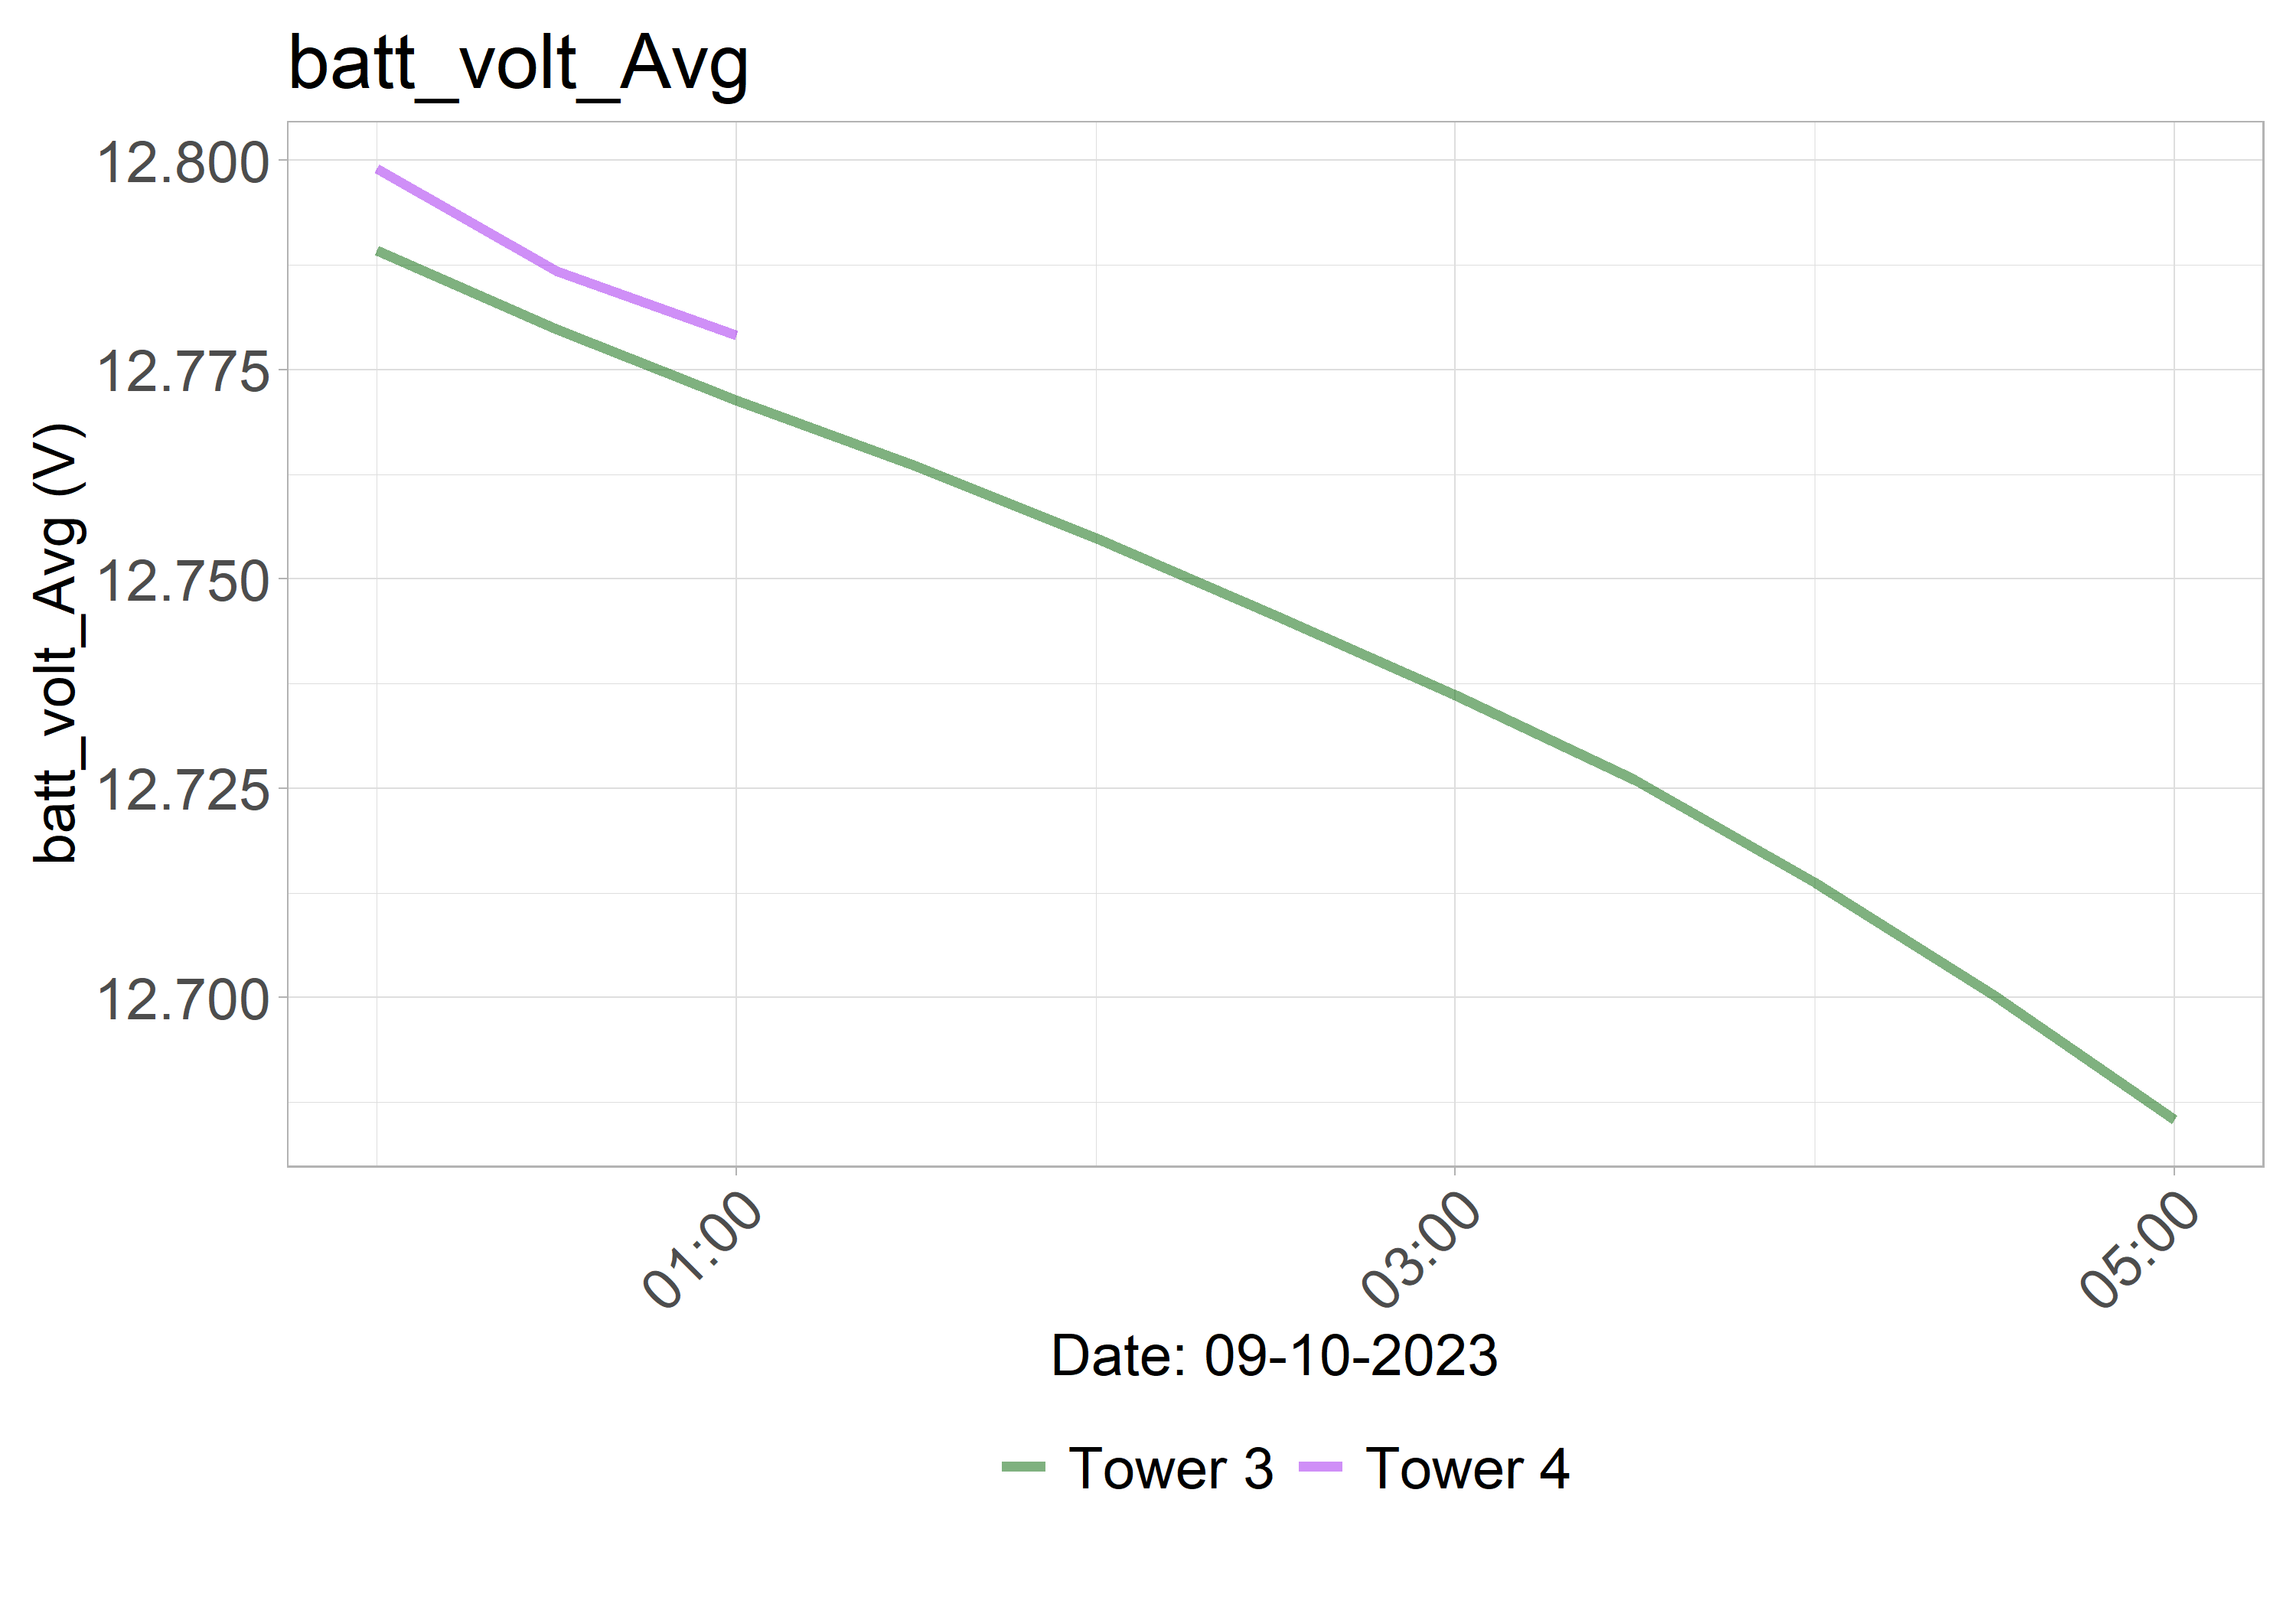 batt_volt_Avg
batt_volt_Avg (V)
12.800
12.775
12.750
12.725
12.700
01:00
03:00
05:00
Date: 09-10-2023
Tower 3
Tower 4